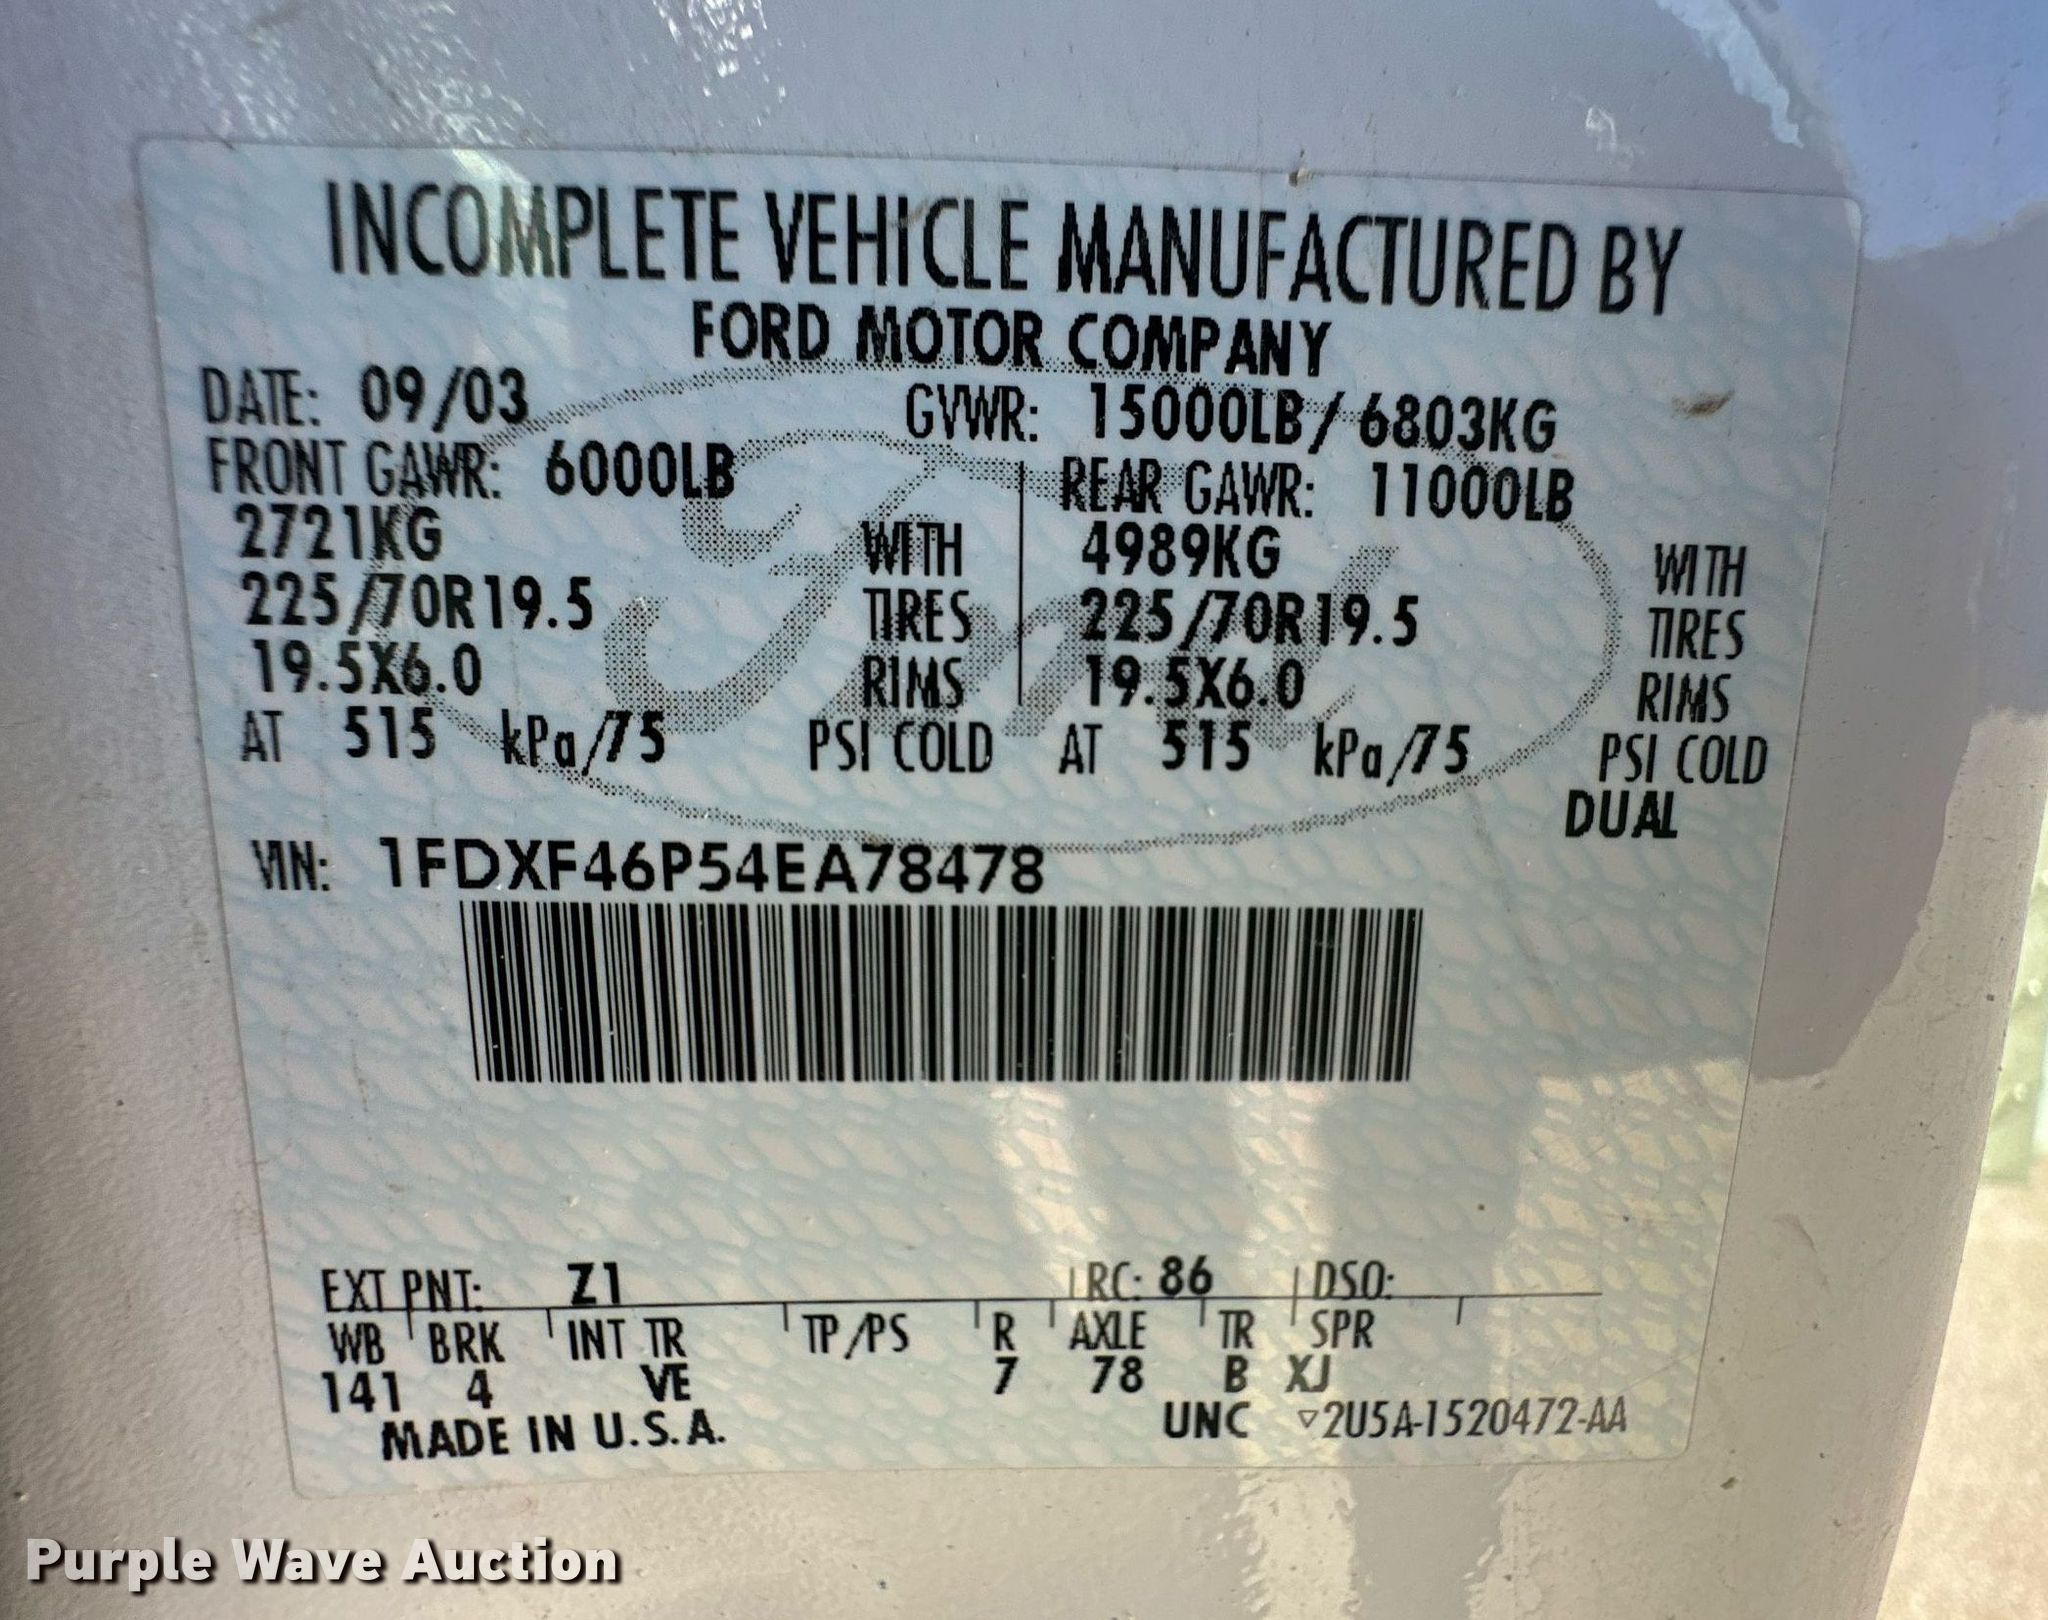 INCOMPLETE VEHICLE MANUFACTURED BY
FORD MOTOR COMPANY
DATE: 09/03 GVWR: 15000LB/ 6803KG
FRONT GAWR: 6000LB REAR GAWR: 11000LB
2721KG WITH 4989KG WITH
225/70R19.5 TIRES 225/70R19.5 TIRES
19.5X6.0 RIMS 19.5X6.0 RIMS
AT 515 kPa/75 PSI COLD AT 515 kPa/75 PSI COLD
DUAL
VIN: 1FDXF46P54EA78478
EXT PNT: Z1 RC: 86 DSO:
WB BRK INT TR TP/PS R AXLE TR SPR
141 4 VE 7 78 B XJ
MADE IN U.S.A. UNC ▽2U5A-1520472-AA
Purple Wave Auction